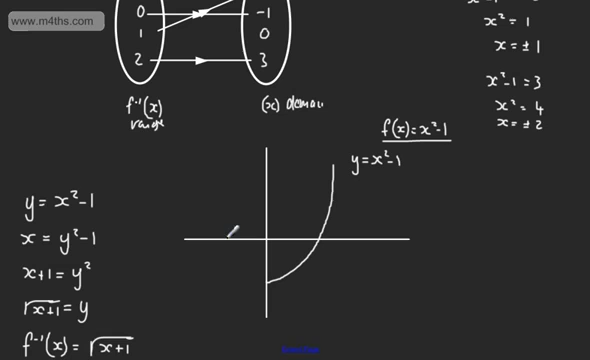 www.m4ths.com
0
1
2
-1
0
3
f⁻¹(x)
range
(x) domain
x² = 1
x = ±1
x²-1 = 3
x² = 4
x = ±2
f(x) = x²-1
y = x²-1
y = x²-1
x = y²-1
x+1 = y²
√x+1 = y
f⁻¹(x) = √x+1